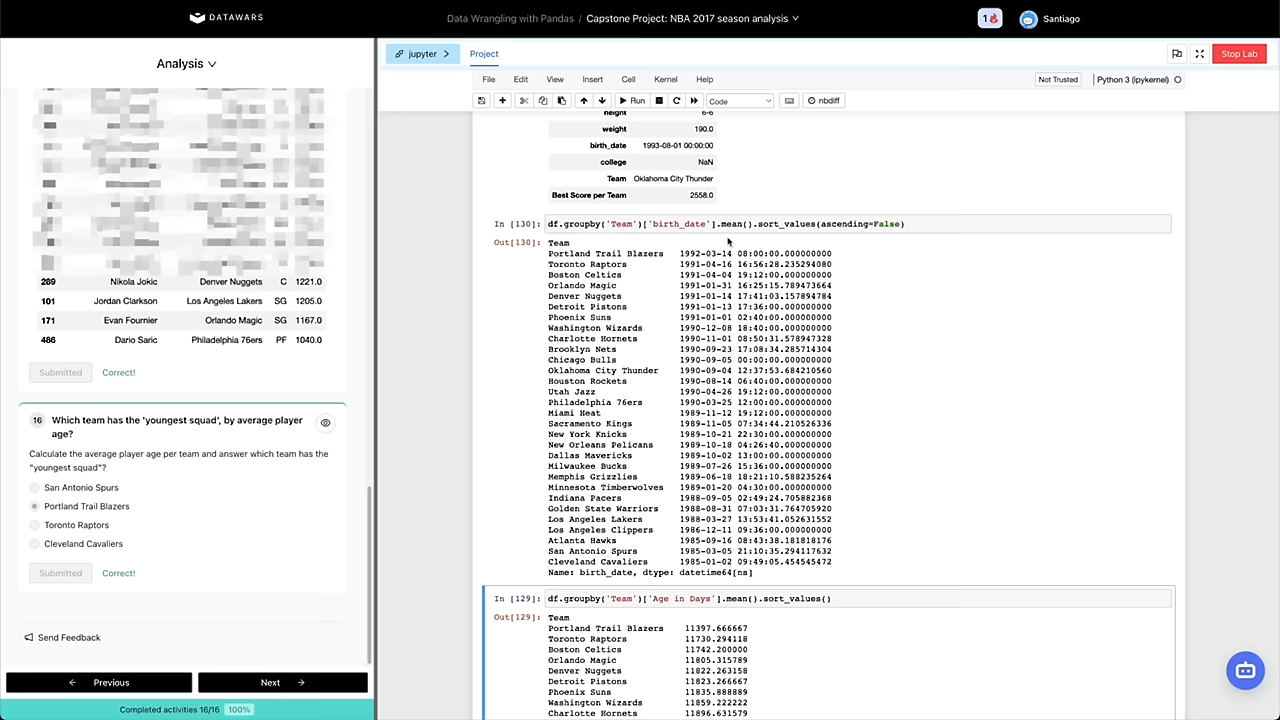 DATAWARS
Data Wrangling with Pandas / Capstone Project: NBA 2017 season analysis
1
Santiago
Analysis
289 Nikola Jokic Denver Nuggets C 1221.0
101 Jordan Clarkson Los Angeles Lakers SG 1205.0
171 Evan Fournier Orlando Magic SG 1167.0
486 Dario Saric Philadelphia 76ers PF 1040.0
Submitted Correct!
16 Which team has the 'youngest squad', by average player
age?
Calculate the average player age per team and answer which team has the
"youngest squad"?
San Antonio Spurs
Portland Trail Blazers
Toronto Raptors
Cleveland Cavaliers
Submitted Correct!
Send Feedback
Previous Next
Completed activities 16/16 100%
jupyter Project Stop Lab
File Edit View Insert Cell Kernel Help Not Trusted Python 3 (ipykernel)
Run Code nbdiff
height 6-6
weight 190.0
birth_date 1993-08-01 00:00:00
college NaN
Team Oklahoma City Thunder
Best Score per Team 2558.0
In [130]: df.groupby('Team')['birth_date'].mean().sort_values(ascending=False)
Out[130]: Team
Portland Trail Blazers 1992-03-14 08:00:00.000000000
Toronto Raptors 1991-04-16 16:56:28.235294080
Boston Celtics 1991-04-04 19:12:00.000000000
Orlando Magic 1991-01-31 16:25:15.789473664
Denver Nuggets 1991-01-14 17:41:03.157894784
Detroit Pistons 1991-01-13 17:36:00.000000000
Phoenix Suns 1991-01-01 02:40:00.000000000
Washington Wizards 1990-12-08 18:40:00.000000000
Charlotte Hornets 1990-11-01 08:50:31.578947328
Brooklyn Nets 1990-09-23 17:08:34.285714304
Chicago Bulls 1990-09-05 00:00:00.000000000
Oklahoma City Thunder 1990-09-04 12:37:53.684210560
Houston Rockets 1990-08-14 06:40:00.000000000
Utah Jazz 1990-04-26 19:12:00.000000000
Philadelphia 76ers 1990-03-25 12:00:00.000000000
Miami Heat 1989-11-12 19:12:00.000000000
Sacramento Kings 1989-11-05 07:34:44.210526336
New York Knicks 1989-10-21 22:30:00.000000000
New Orleans Pelicans 1989-10-18 04:26:40.000000000
Dallas Mavericks 1989-10-02 13:00:00.000000000
Milwaukee Bucks 1989-07-26 15:36:00.000000000
Memphis Grizzlies 1989-06-18 18:21:10.588235264
Minnesota Timberwolves 1989-01-20 04:30:00.000000000
Indiana Pacers 1988-09-05 02:49:24.705882368
Golden State Warriors 1988-08-31 07:03:31.764705920
Los Angeles Lakers 1988-03-27 13:53:41.052631552
Los Angeles Clippers 1986-12-11 09:36:00.000000000
Atlanta Hawks 1985-09-16 08:43:38.181818176
San Antonio Spurs 1985-03-05 21:10:35.294117632
Cleveland Cavaliers 1985-01-02 09:49:05.454545472
Name: birth_date, dtype: datetime64[ns]
In [129]: df.groupby('Team')['Age in Days'].mean().sort_values()
Out[129]: Team
Portland Trail Blazers 11397.666667
Toronto Raptors 11730.294118
Boston Celtics 11742.200000
Orlando Magic 11805.315789
Denver Nuggets 11822.263158
Detroit Pistons 11823.266667
Phoenix Suns 11835.888889
Washington Wizards 11859.222222
Charlotte Hornets 11896.631579